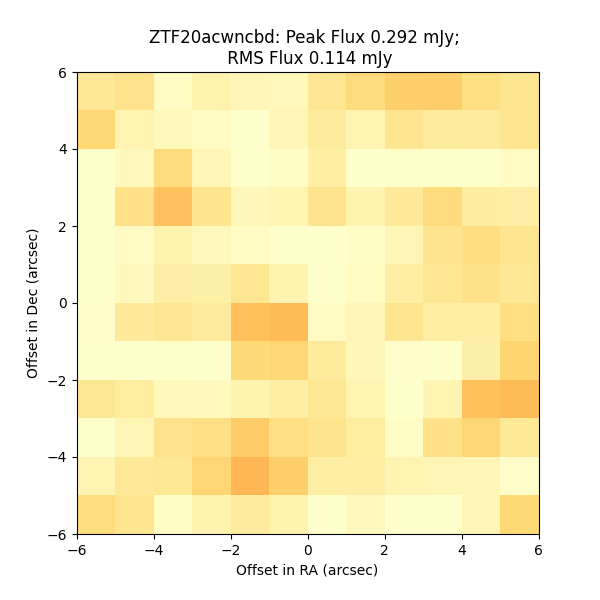 ZTF20acwncbd: Peak Flux 0.292 mJy;
RMS Flux 0.114 mJy
6
4
2
0
−2
−4
−6
Offset in Dec (arcsec)
−6 −4 −2 0 2 4 6
Offset in RA (arcsec)